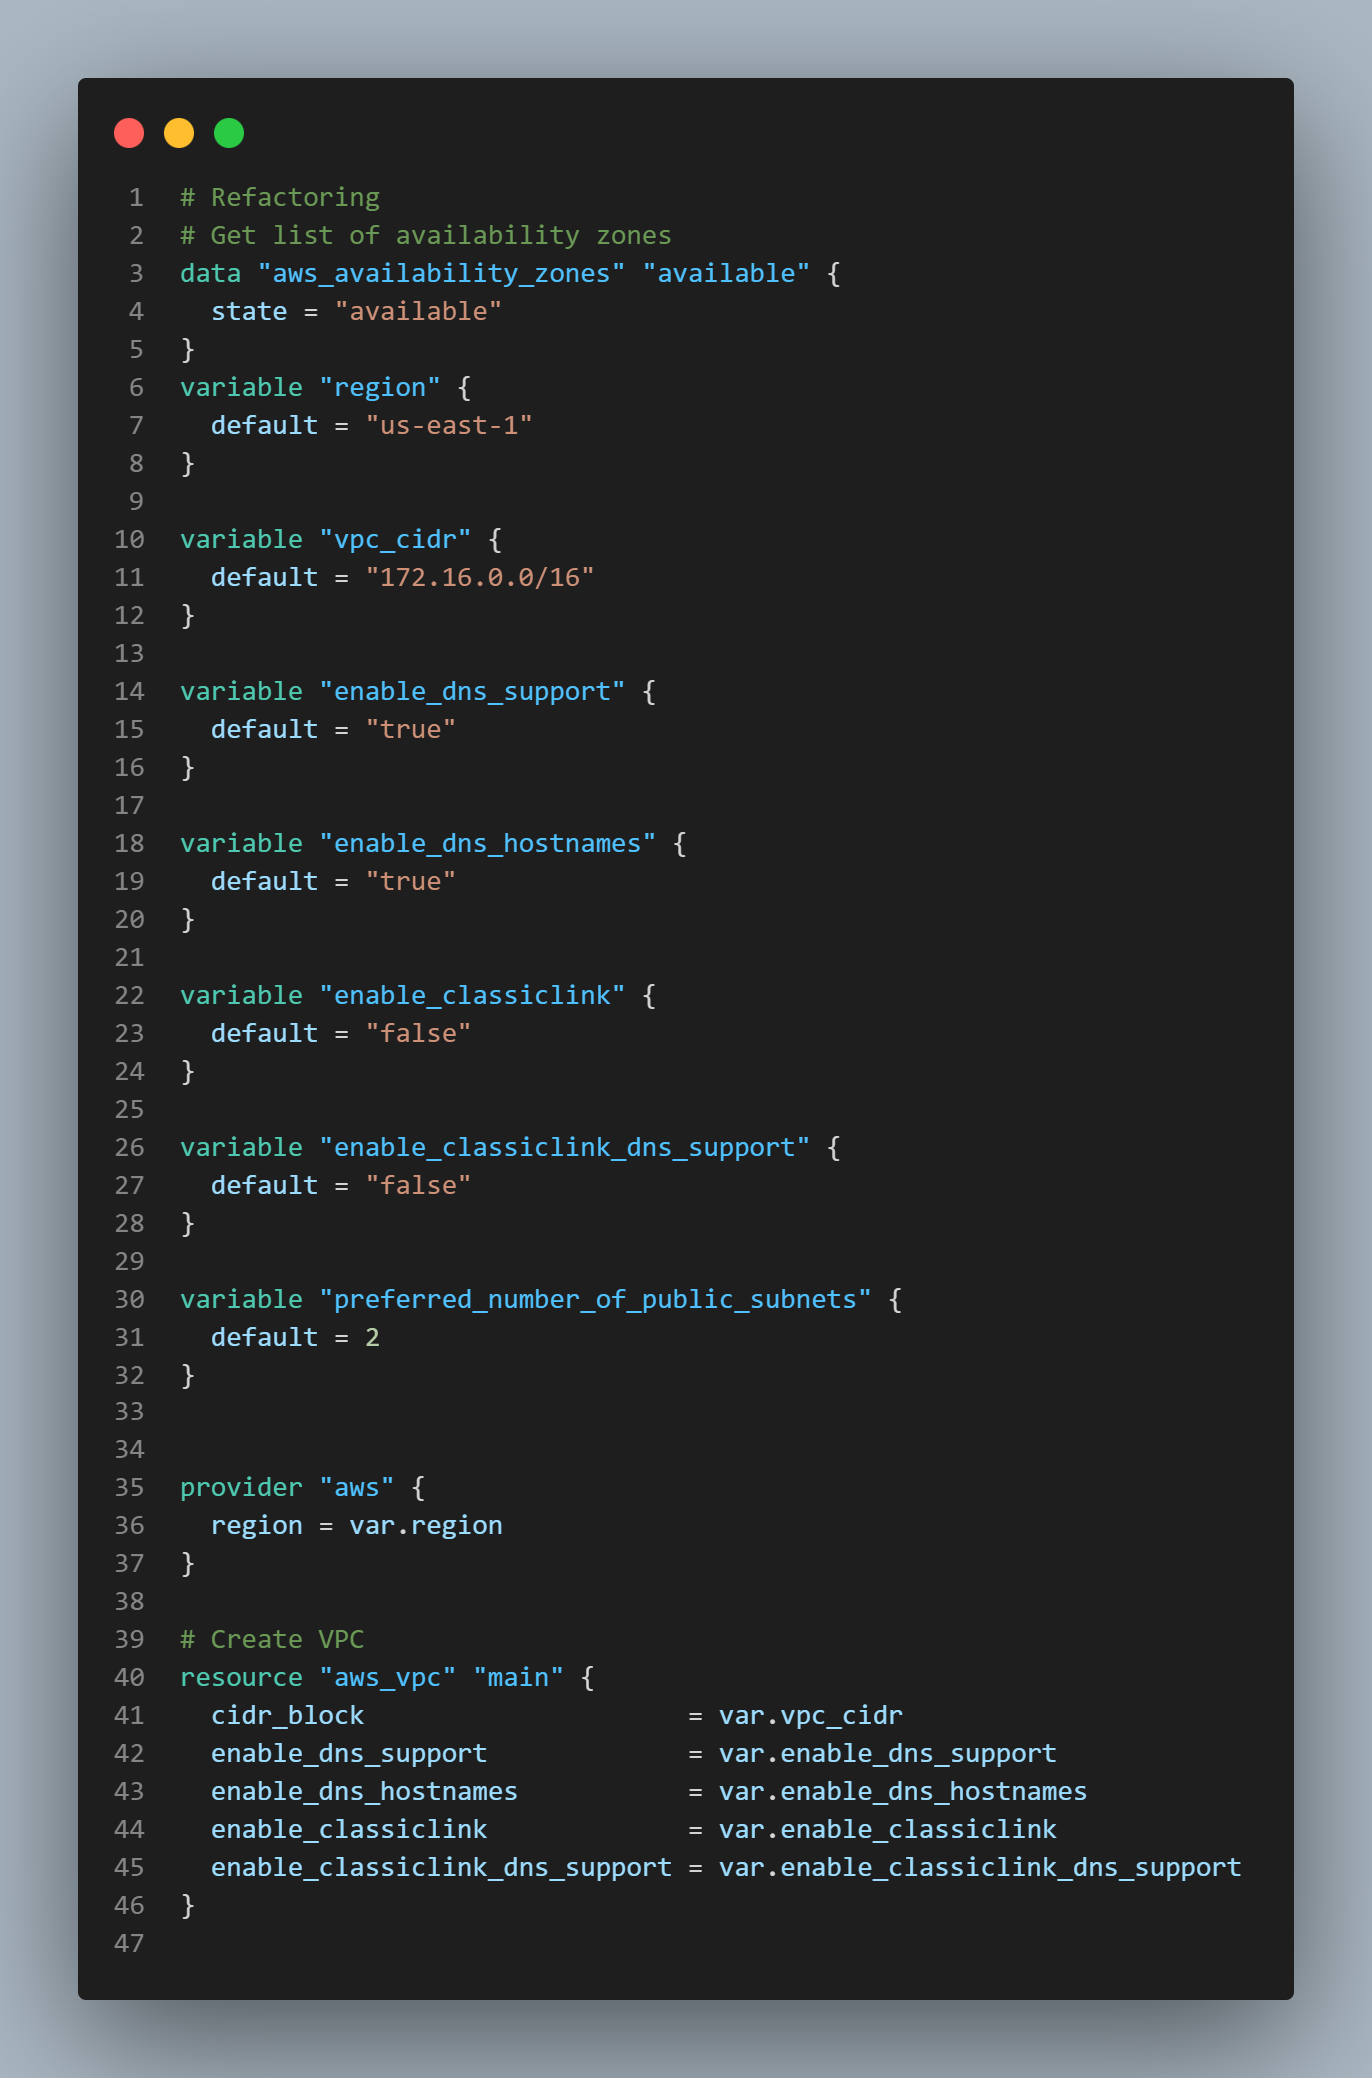 1 # Refactoring
2 # Get list of availability zones
3 data "aws_availability_zones" "available" {
4   state = "available"
5 }
6 variable "region" {
7   default = "us-east-1"
8 }
9
10 variable "vpc_cidr" {
11   default = "172.16.0.0/16"
12 }
13
14 variable "enable_dns_support" {
15   default = "true"
16 }
17
18 variable "enable_dns_hostnames" {
19   default = "true"
20 }
21
22 variable "enable_classiclink" {
23   default = "false"
24 }
25
26 variable "enable_classiclink_dns_support" {
27   default = "false"
28 }
29
30 variable "preferred_number_of_public_subnets" {
31   default = 2
32 }
33
34
35 provider "aws" {
36   region = var.region
37 }
38
39 # Create VPC
40 resource "aws_vpc" "main" {
41   cidr_block                     = var.vpc_cidr
42   enable_dns_support             = var.enable_dns_support
43   enable_dns_hostnames           = var.enable_dns_hostnames
44   enable_classiclink             = var.enable_classiclink
45   enable_classiclink_dns_support = var.enable_classiclink_dns_support
46 }
47